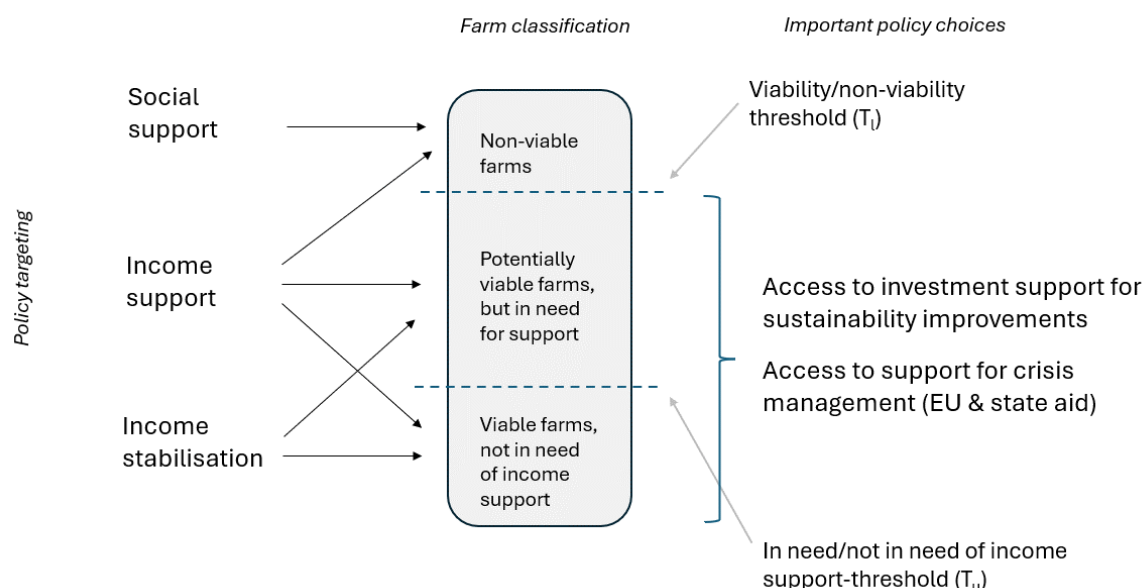 Farm classification
Important policy choices
Policy targeting
Social
support
Income
support
Income
stabilisation
Non-viable
farms
Potentially
viable farms,
but in need
for support
Viable farms,
not in need
of income
support
Viability/non-viability
threshold (Tₗ)
Access to investment support for
sustainability improvements
Access to support for crisis
management (EU & state aid)
In need/not in need of income
support-threshold (Tᵤ)